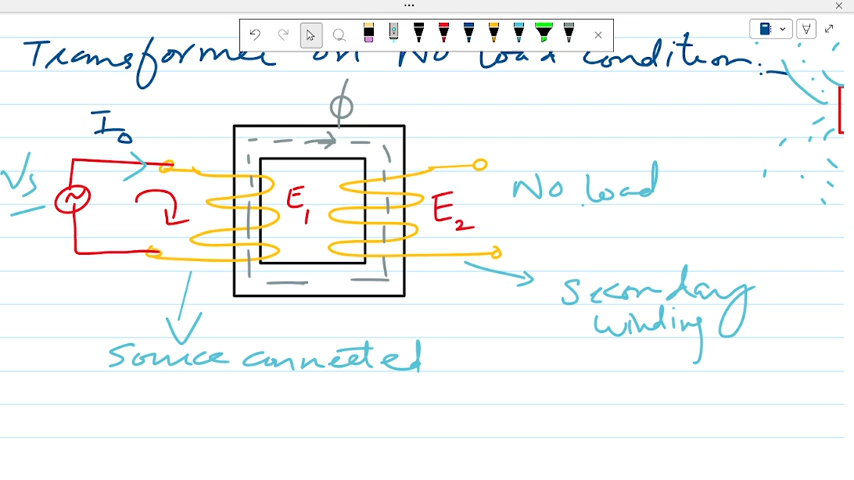 Transformer on No load condition:-
ϕ
I₀
Vs
E₁
E₂
No load
Secondary
winding
Source connected